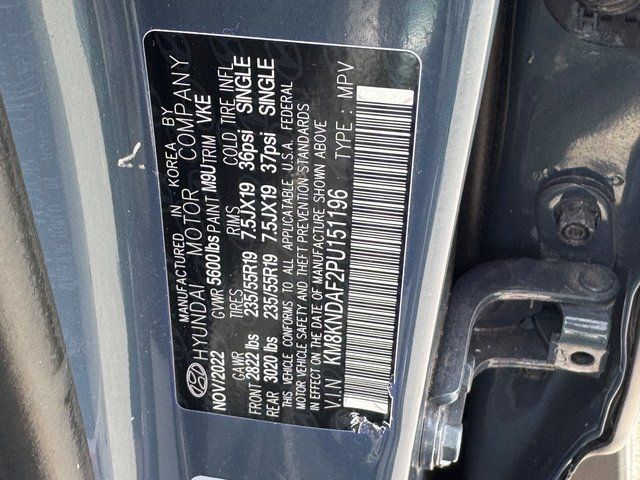 MANUFACTURED IN KOREA BY
HYUNDAI MOTOR COMPANY
NOV/2022 GVWR 5600lbs PAINT M9U TRIM VKE
GAWR TIRES RIMS COLD TIRE INFL
FRONT 2822 lbs 235/55R19 7.5JX19 36psi SINGLE
REAR 3020 lbs 235/55R19 7.5JX19 37psi SINGLE
THIS VEHICLE CONFORMS TO ALL APPLICABLE U.S.A. FEDERAL
MOTOR VEHICLE SAFETY AND THEFT PREVENTION STANDARDS
IN EFFECT ON THE DATE OF MANUFACTURE SHOWN ABOVE
V.I.N : KM8KNDAF2PU151196 TYPE : MPV